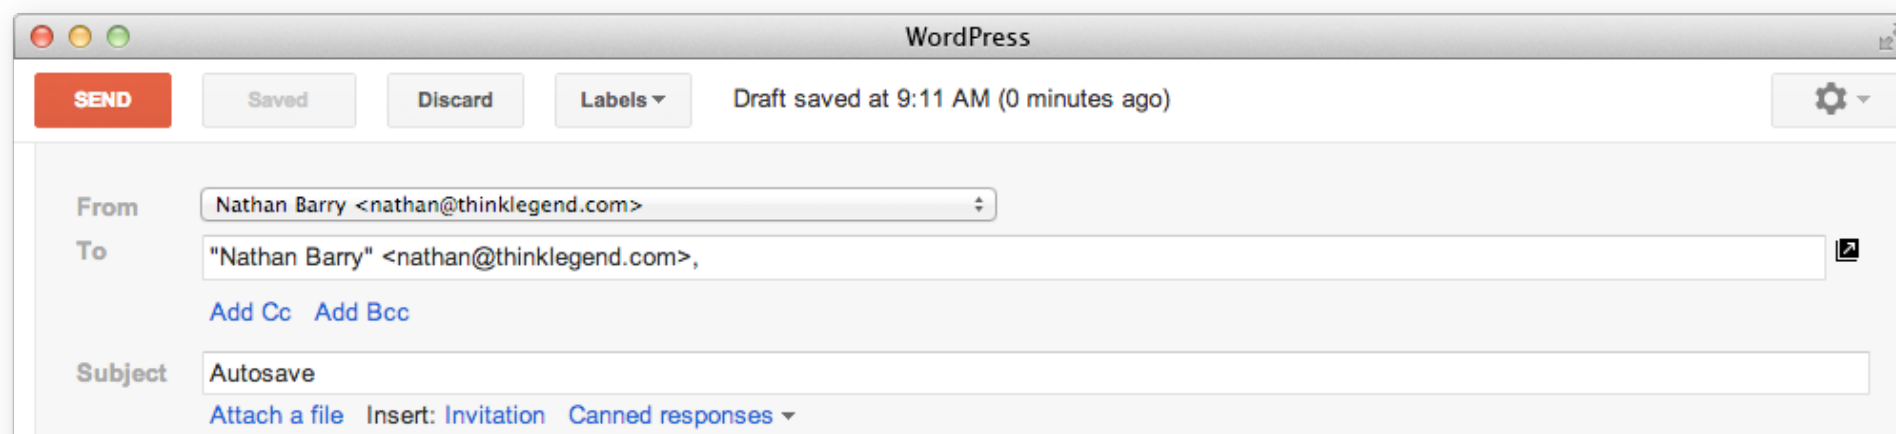 WordPress
SEND Saved Discard Labels Draft saved at 9:11 AM (0 minutes ago)
From Nathan Barry <nathan@thinklegend.com>
To "Nathan Barry" <nathan@thinklegend.com>,
Add Cc Add Bcc
Subject Autosave
Attach a file Insert: Invitation Canned responses